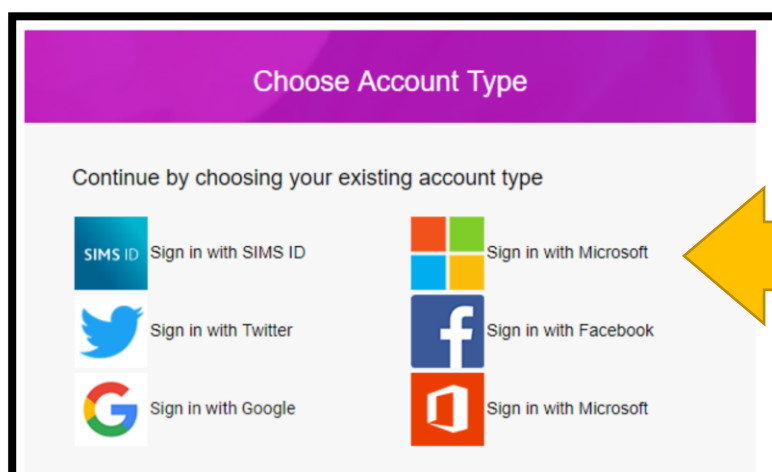 Choose Account Type
Continue by choosing your existing account type
SIMS ID Sign in with SIMS ID
Sign in with Microsoft
Sign in with Twitter
Sign in with Facebook
Sign in with Google
Sign in with Microsoft